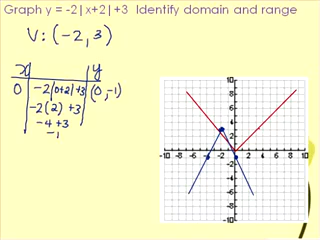 Graph y = -2|x+2| +3 Identify domain and range
V: (-2, 3)
x y
0 -2|0+2|+3 (0, -1)
-2(2) +3
-4 +3
-1
10
8
6
4
2
-10 -8 -6 -4 -2 0 2 4 6 8 10
-2
-4
-6
-8
-10